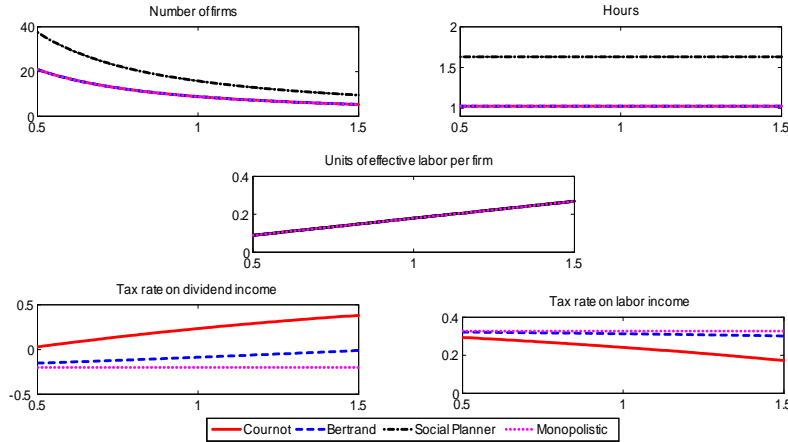 Number of firms
40
20
0
0.5 1 1.5
Hours
2
1.5
1
0.5 1 1.5
Units of effective labor per firm
0.4
0.2
0
0.5 1 1.5
Tax rate on dividend income
0.5
0
-0.5
0.5 1 1.5
Tax rate on labor income
0.4
0.2
0
0.5 1 1.5
Cournot Bertrand Social Planner Monopolistic